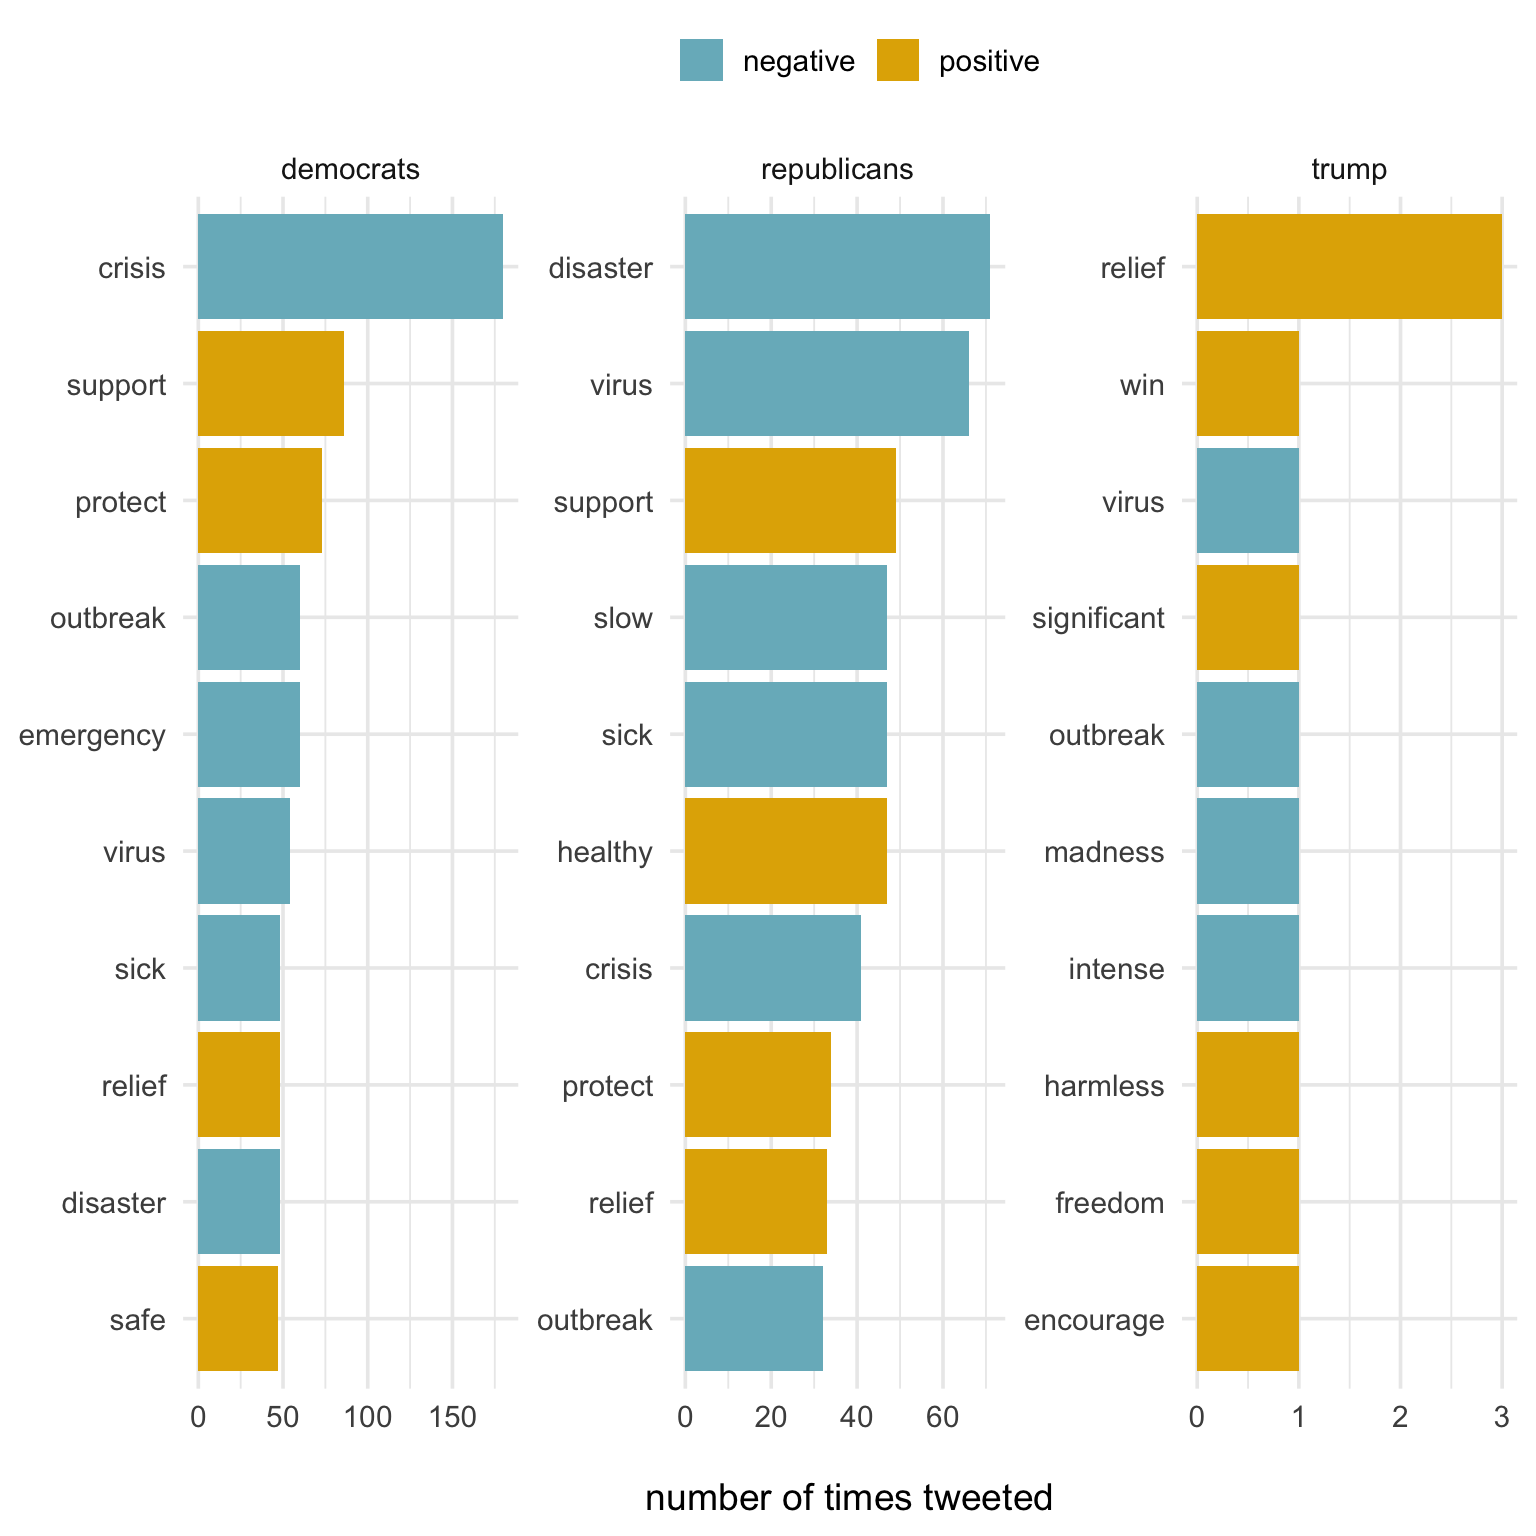 negative positive
democrats republicans trump
crisis disaster relief
support virus win
protect support virus
outbreak slow significant
emergency sick outbreak
virus healthy madness
sick crisis intense
relief protect harmless
disaster relief freedom
safe outbreak encourage
0 50 100 150 0 20 40 60 0 1 2 3
number of times tweeted